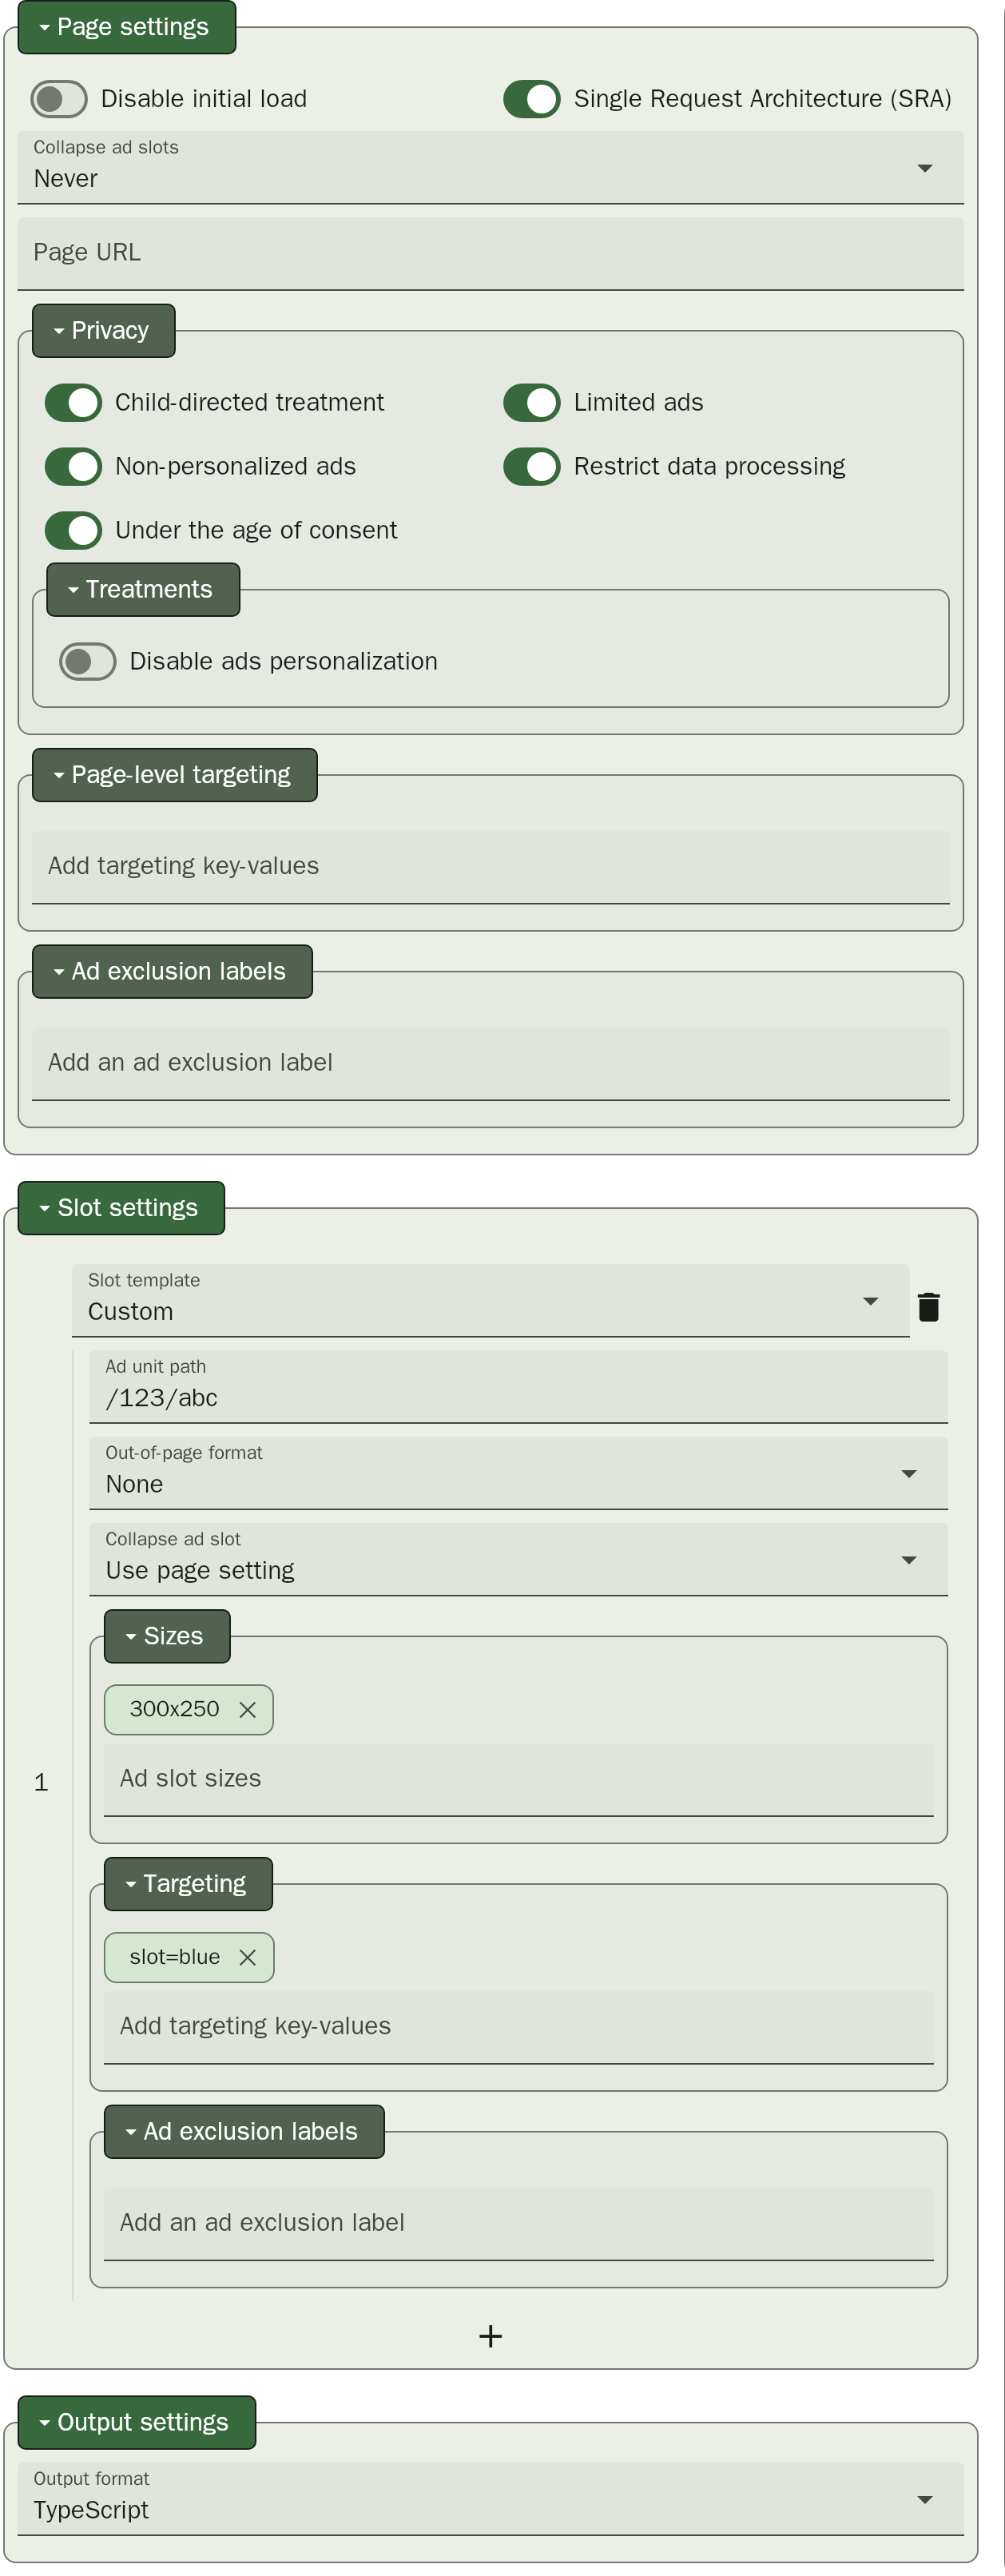 Page settings
Disable initial load
Single Request Architecture (SRA)
Collapse ad slots
Never
Page URL
Privacy
Child-directed treatment
Limited ads
Non-personalized ads
Restrict data processing
Under the age of consent
Treatments
Disable ads personalization
Page-level targeting
Add targeting key-values
Ad exclusion labels
Add an ad exclusion label
Slot settings
Slot template
Custom
Ad unit path
/123/abc
Out-of-page format
None
Collapse ad slot
Use page setting
Sizes
300x250
Ad slot sizes
1
Targeting
slot=blue
Add targeting key-values
Ad exclusion labels
Add an ad exclusion label
Output settings
Output format
TypeScript